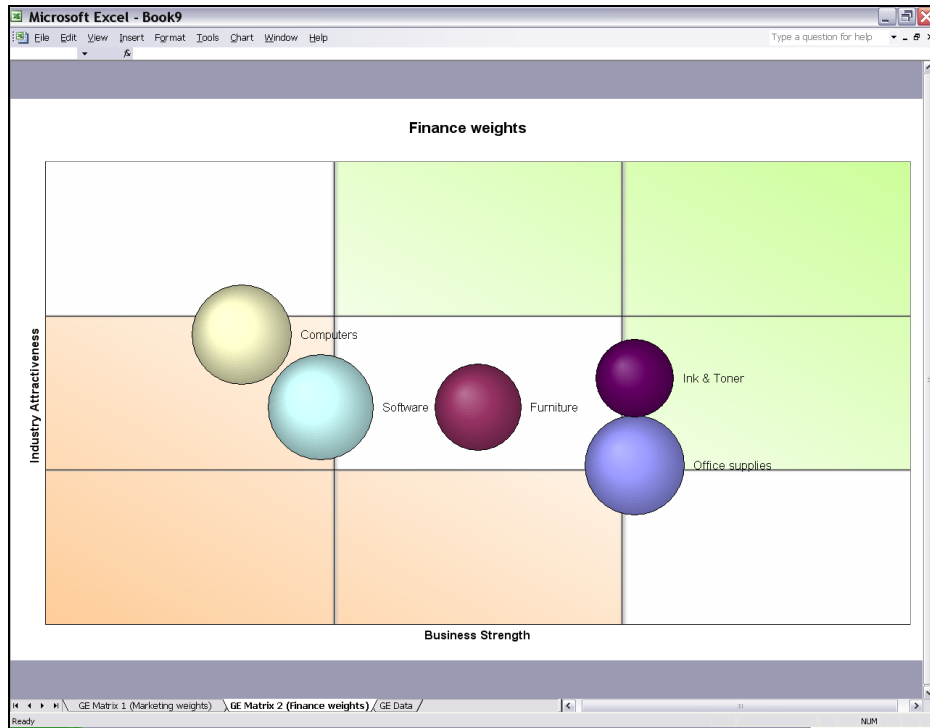 Microsoft Excel - Book9
File Edit View Insert Format Tools Chart Window Help Type a question for help
fx
Finance weights
Industry Attractiveness
Computers
Software
Furniture
Ink & Toner
Office supplies
Business Strength
GE Matrix 1 (Marketing weights) GE Matrix 2 (Finance weights) GE Data
Ready NUM